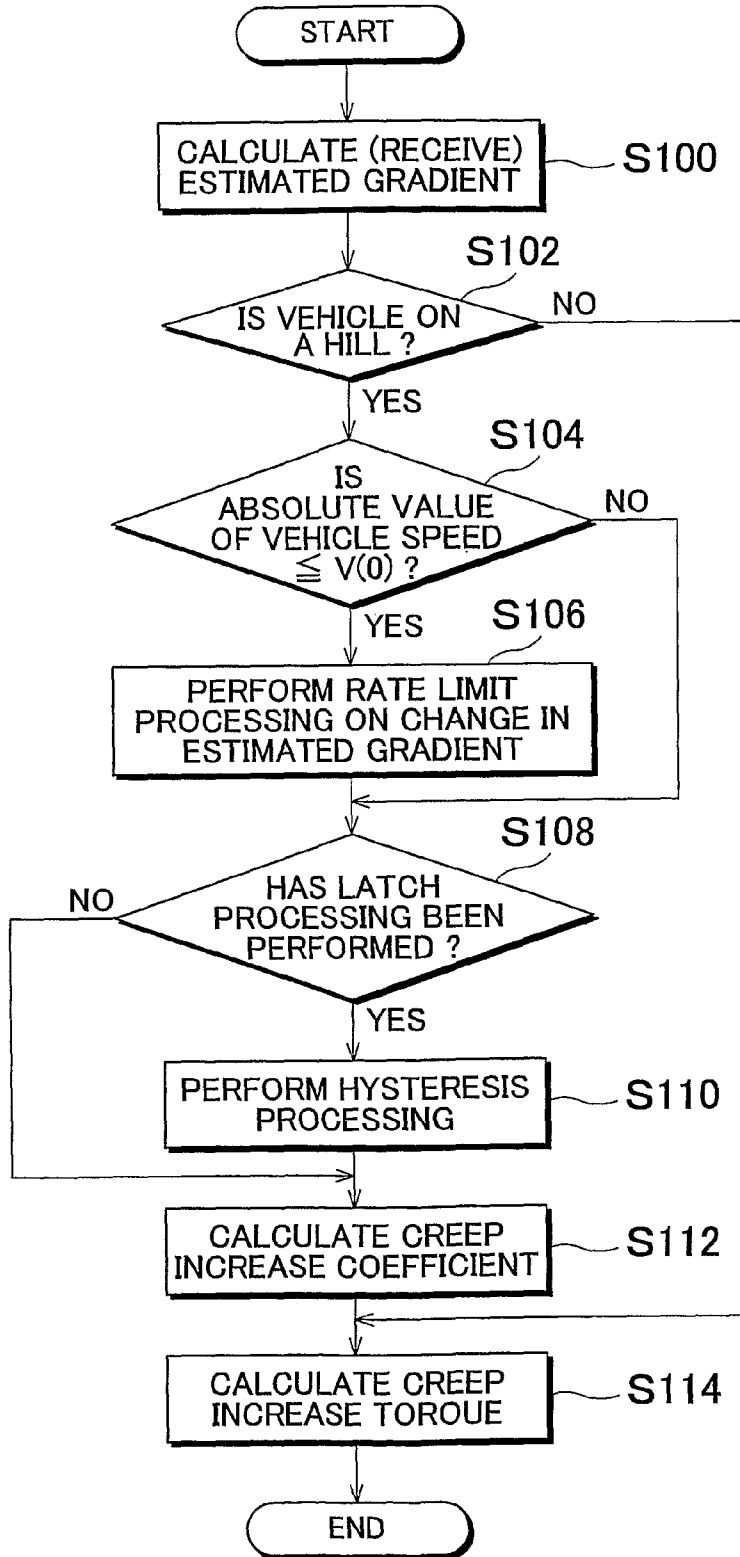 START
CALCULATE (RECEIVE)
ESTIMATED GRADIENT
S100
S102
IS VEHICLE ON
A HILL ?
NO
YES
S104
IS
ABSOLUTE VALUE
OF VEHICLE SPEED
≦ V(0) ?
NO
YES
S106
PERFORM RATE LIMIT
PROCESSING ON CHANGE IN
ESTIMATED GRADIENT
S108
HAS LATCH
PROCESSING BEEN
PERFORMED ?
NO
YES
PERFORM HYSTERESIS
PROCESSING
S110
CALCULATE CREEP
INCREASE COEFFICIENT
S112
CALCULATE CREEP
INCREASE TORQUE
S114
END